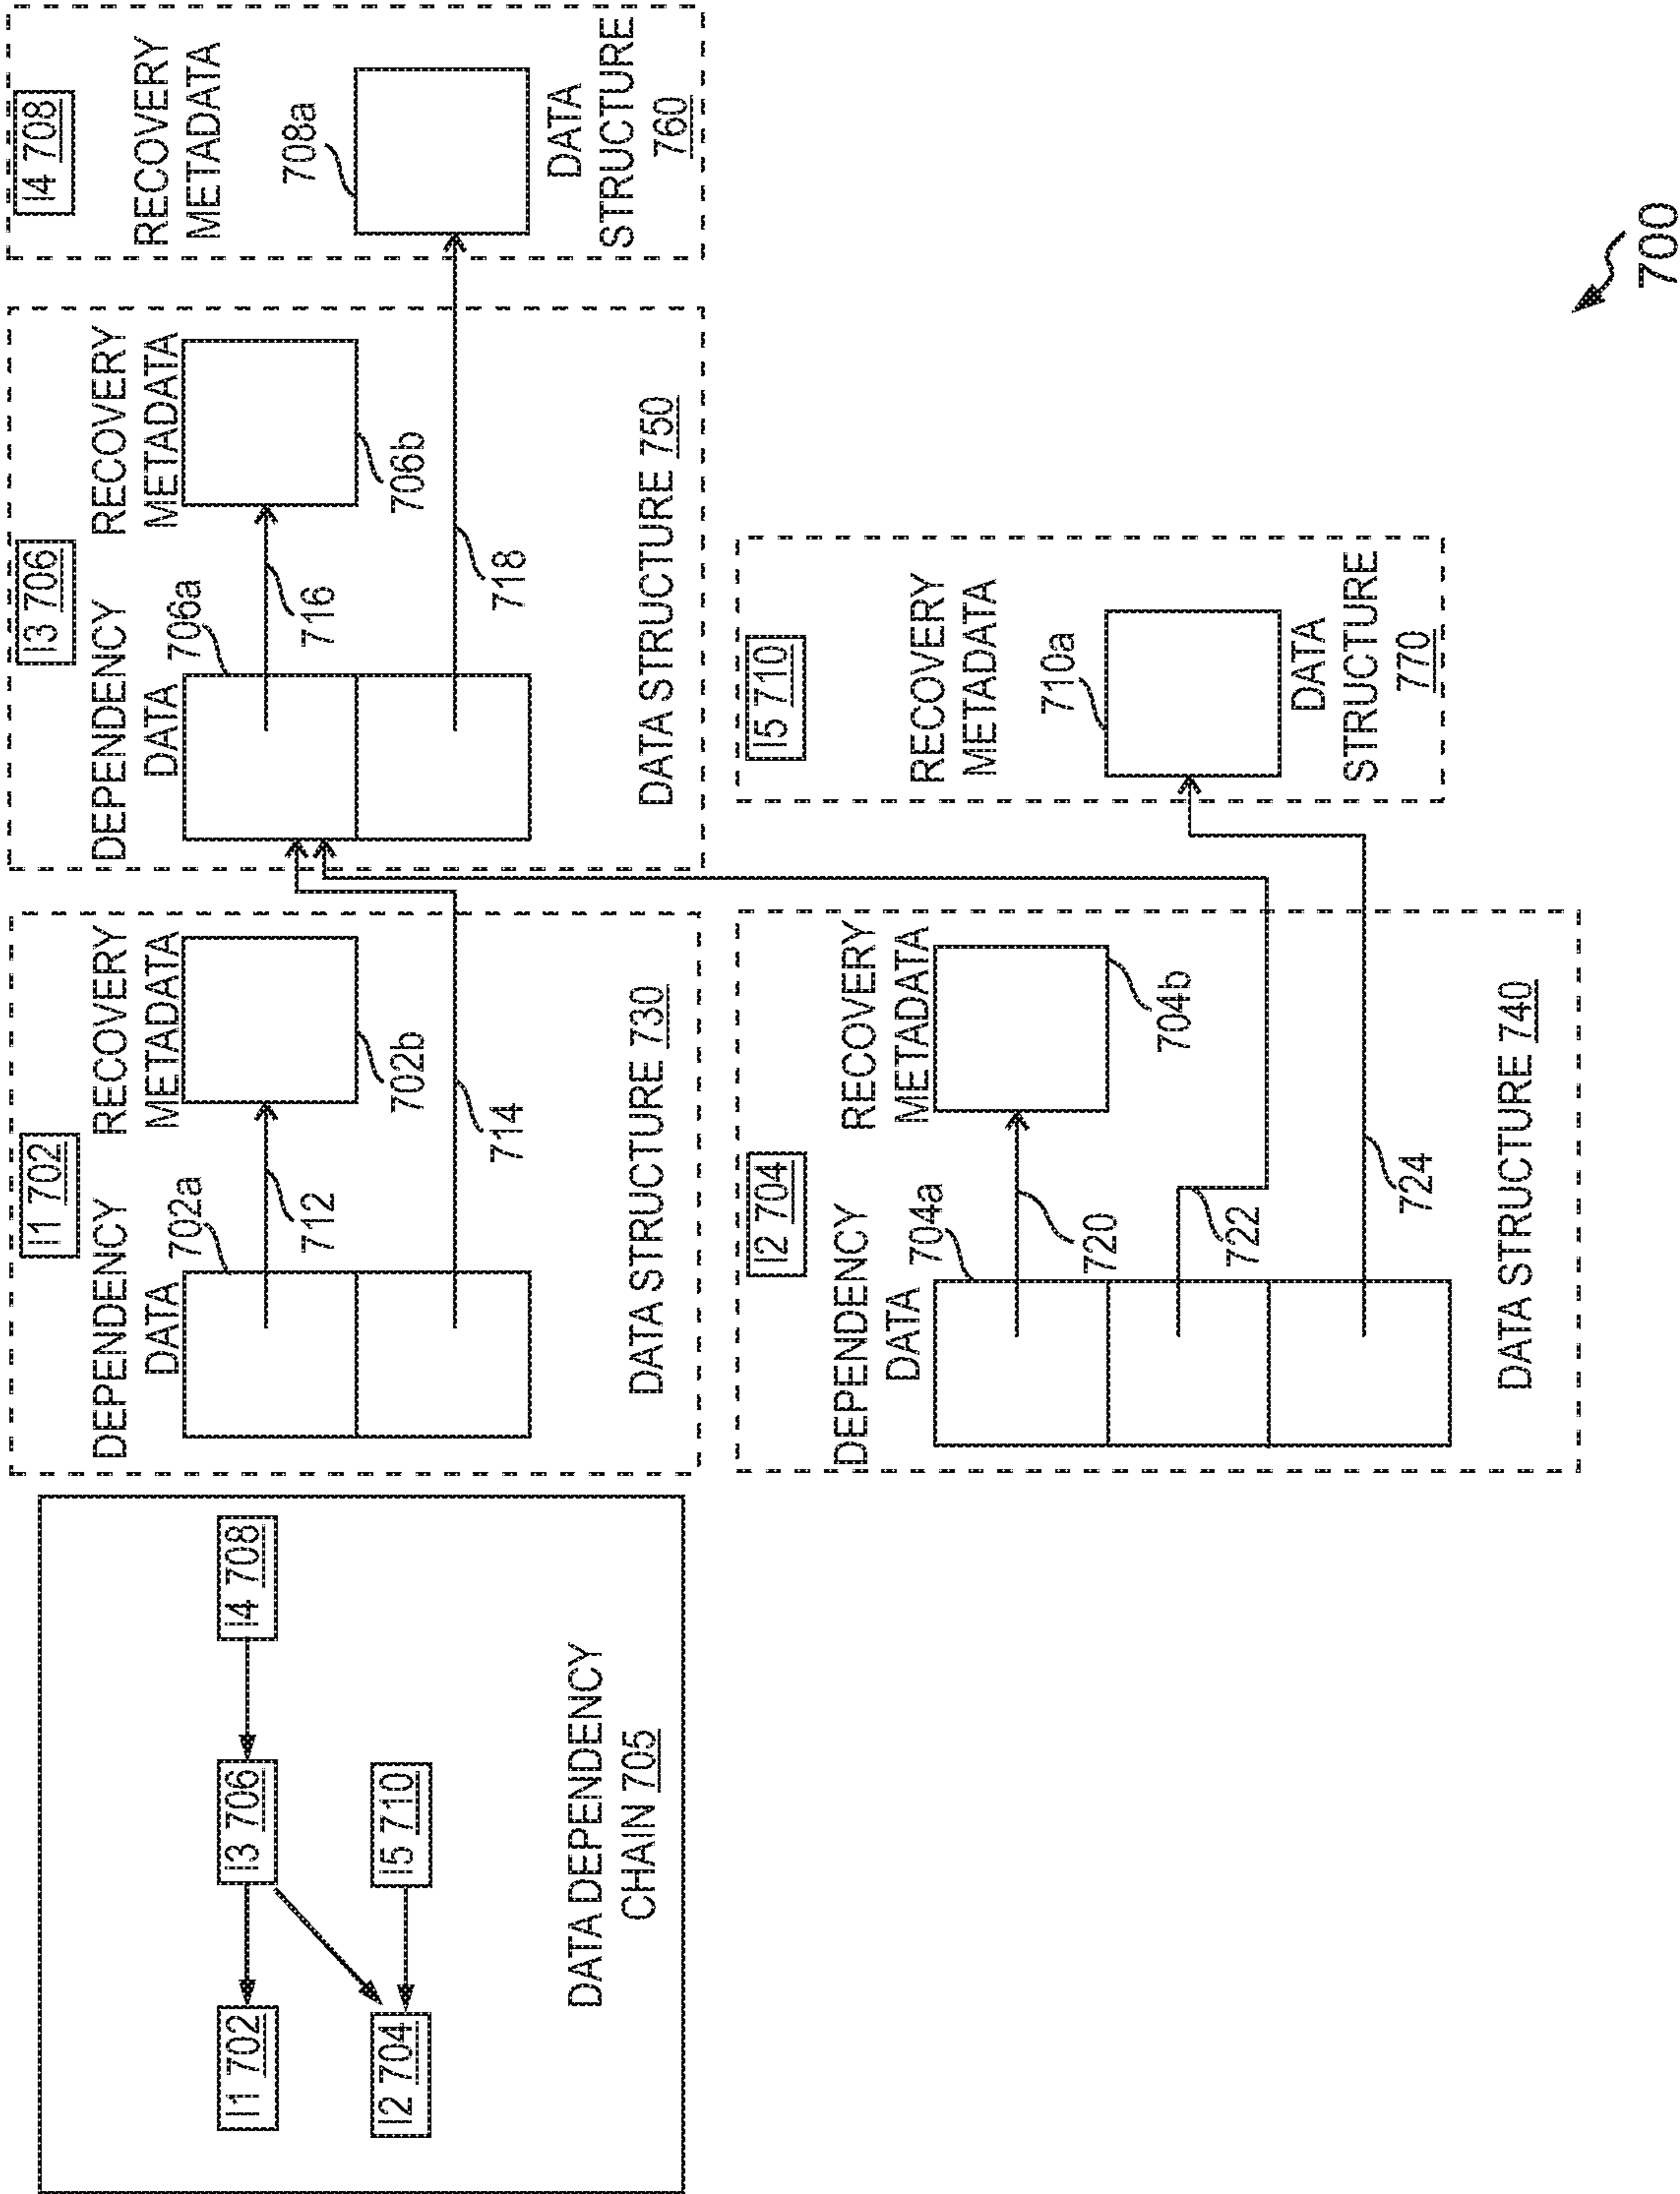 I1 702
I3 706
I4 708
I2 704
I5 710
DATA DEPENDENCY
CHAIN 705
I1 702
DEPENDENCY
DATA
RECOVERY
METADATA
702a
712
702b
714
DATA STRUCTURE 730
I3 706
DEPENDENCY
DATA
RECOVERY
METADATA
706a
716
706b
718
DATA STRUCTURE 750
I4 708
RECOVERY
METADATA
708a
DATA
STRUCTURE
760
I2 704
DEPENDENCY
DATA
RECOVERY
METADATA
704a
720
704b
722
724
DATA STRUCTURE 740
I5 710
RECOVERY
METADATA
710a
DATA
STRUCTURE
770
700